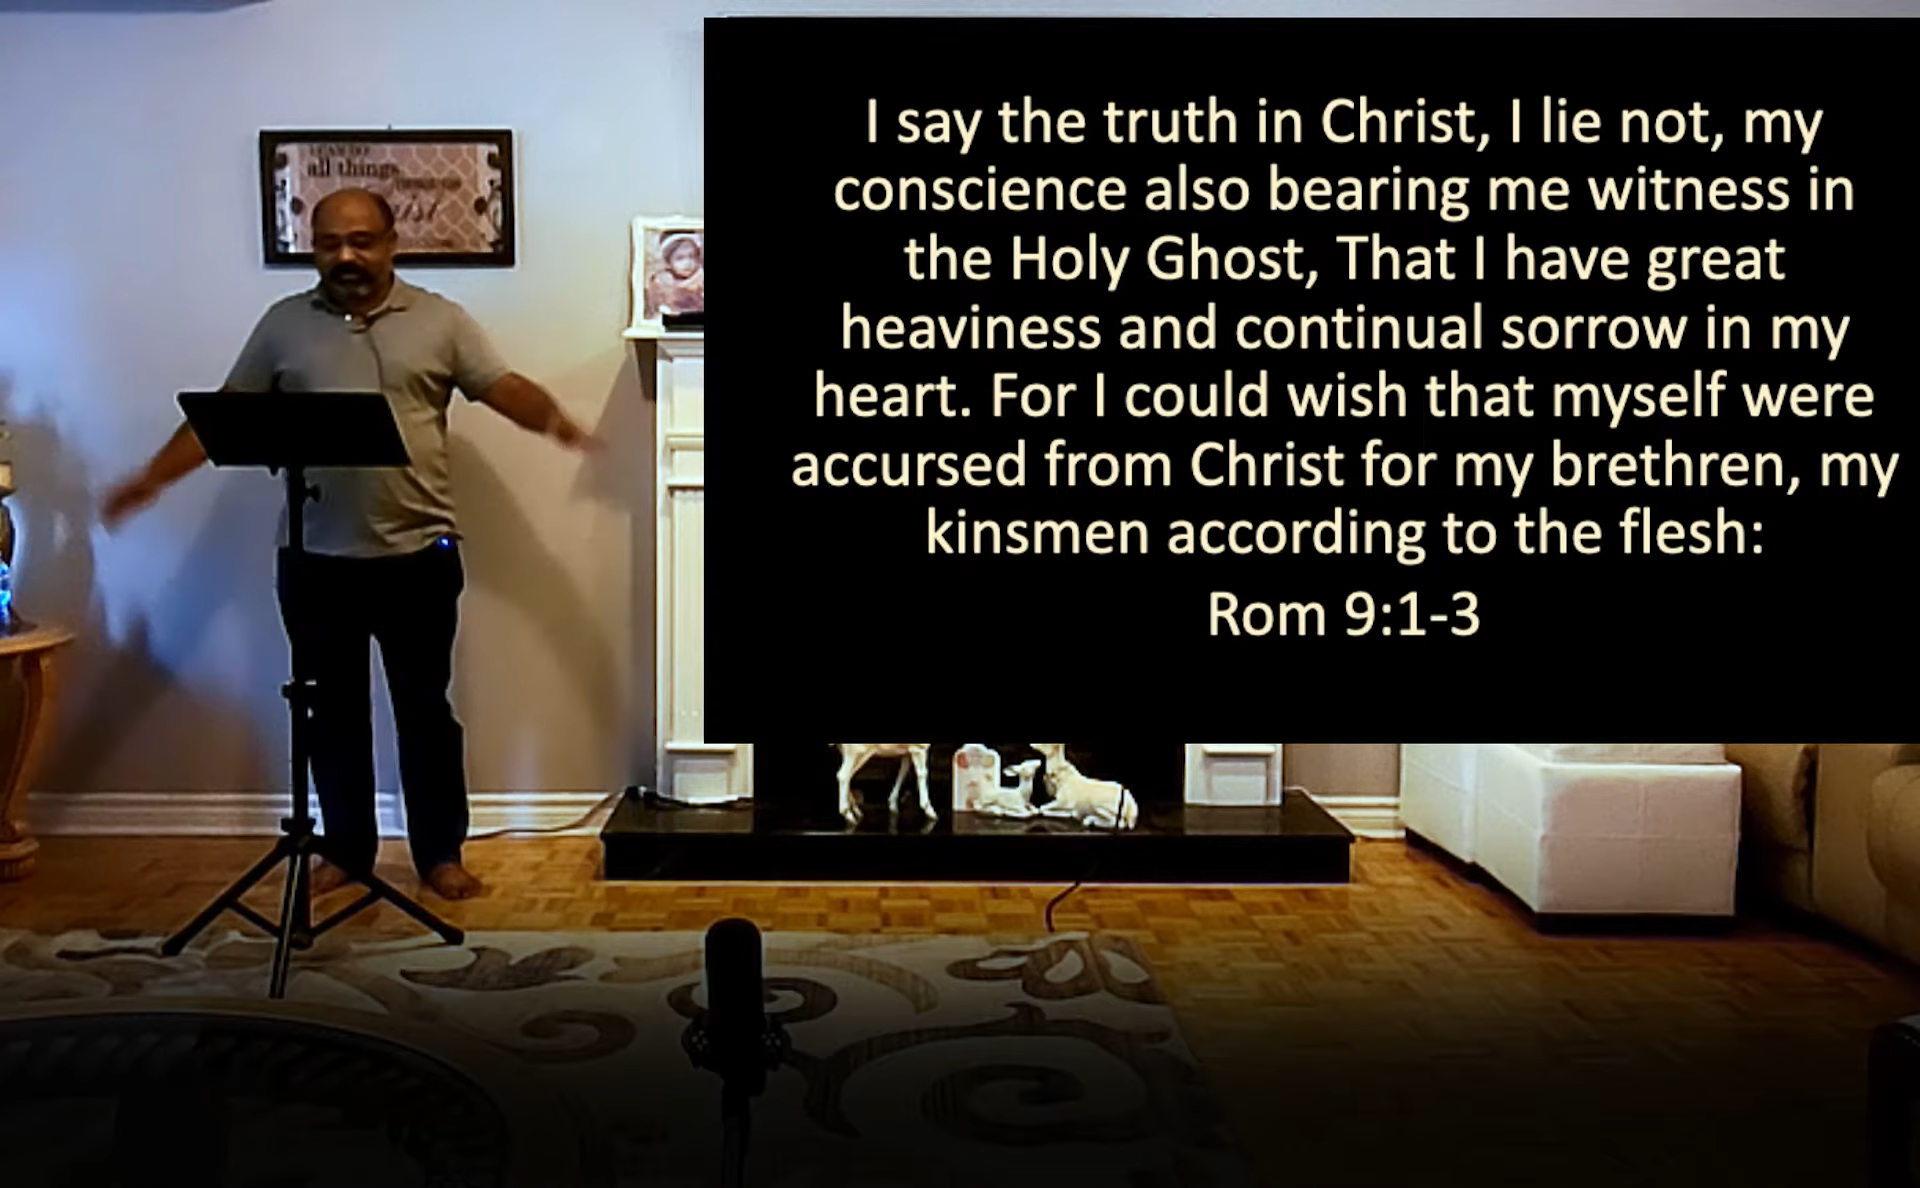 all things
I say the truth in Christ, I lie not, my
conscience also bearing me witness in
the Holy Ghost, That I have great
heaviness and continual sorrow in my
heart. For I could wish that myself were
accursed from Christ for my brethren, my
kinsmen according to the flesh:
Rom 9:1-3